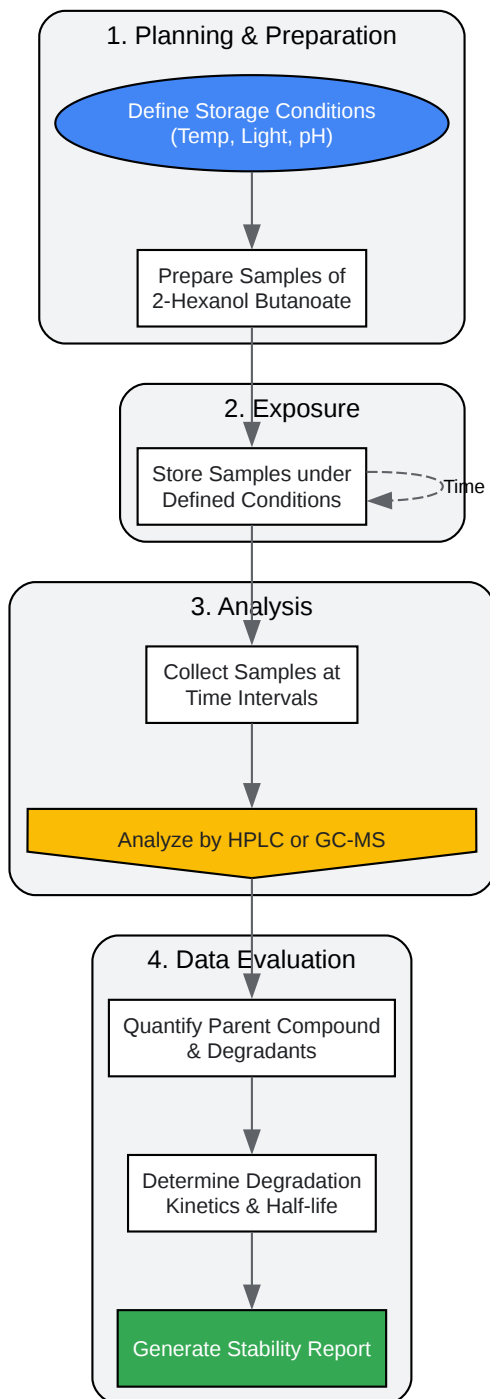 1. Planning & Preparation
Define Storage Conditions
(Temp, Light, pH)
Prepare Samples of
2-Hexanol Butanoate
2. Exposure
Store Samples under
Defined Conditions
Time
3. Analysis
Collect Samples at
Time Intervals
Analyze by HPLC or GC-MS
4. Data Evaluation
Quantify Parent Compound
& Degradants
Determine Degradation
Kinetics & Half-life
Generate Stability Report